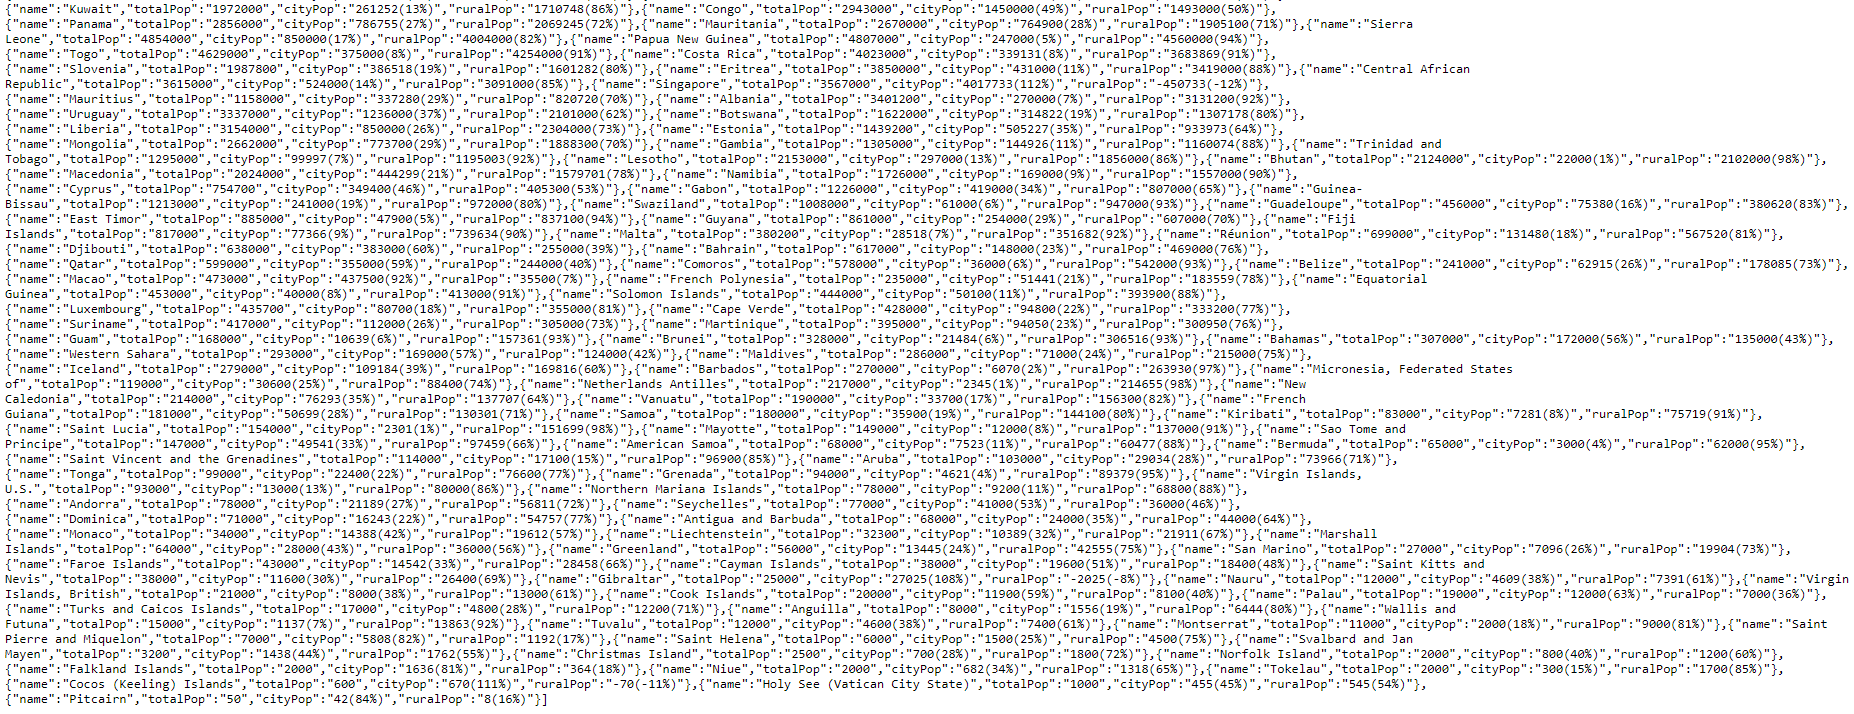 {"name":"Kuwait","totalPop":"1972000","cityPop":"261252(13%)","ruralPop":"1710748(86%)"},{"name":"Congo","totalPop":"2943000","cityPop":"1450000(49%)","ruralPop":"1493000(50%)"},
{"name":"Panama","totalPop":"2856000","cityPop":"786755(27%)","ruralPop":"2069245(72%)"},{"name":"Mauritania","totalPop":"2670000","cityPop":"764900(28%)","ruralPop":"1905100(71%)"},{"name":"Sierra
Leone","totalPop":"4854000","cityPop":"850000(17%)","ruralPop":"4004000(82%)"},{"name":"Papua New Guinea","totalPop":"4807000","cityPop":"247000(5%)","ruralPop":"4560000(94%)"},
{"name":"Togo","totalPop":"4629000","cityPop":"375000(8%)","ruralPop":"4254000(91%)"},{"name":"Costa Rica","totalPop":"4023000","cityPop":"339131(8%)","ruralPop":"3683869(91%)"},
{"name":"Slovenia","totalPop":"1987800","cityPop":"386518(19%)","ruralPop":"1601282(80%)"},{"name":"Eritrea","totalPop":"3850000","cityPop":"431000(11%)","ruralPop":"3419000(88%)"},{"name":"Central African
Republic","totalPop":"3615000","cityPop":"524000(14%)","ruralPop":"3091000(85%)"},{"name":"Singapore","totalPop":"3567000","cityPop":"4017733(112%)","ruralPop":"-450733(-12%)"},
{"name":"Mauritius","totalPop":"1158000","cityPop":"337280(29%)","ruralPop":"820720(70%)"},{"name":"Albania","totalPop":"3401200","cityPop":"270000(7%)","ruralPop":"3131200(92%)"},
{"name":"Uruguay","totalPop":"3337000","cityPop":"1236000(37%)","ruralPop":"2101000(62%)"},{"name":"Botswana","totalPop":"1622000","cityPop":"314822(19%)","ruralPop":"1307178(80%)"},
{"name":"Liberia","totalPop":"3154000","cityPop":"850000(26%)","ruralPop":"2304000(73%)"},{"name":"Estonia","totalPop":"1439200","cityPop":"505227(35%)","ruralPop":"933973(64%)"},
{"name":"Mongolia","totalPop":"2662000","cityPop":"773700(29%)","ruralPop":"1888300(70%)"},{"name":"Gambia","totalPop":"1305000","cityPop":"144926(11%)","ruralPop":"1160074(88%)"},{"name":"Trinidad and
Tobago","totalPop":"1295000","cityPop":"99997(7%)","ruralPop":"1195003(92%)"},{"name":"Lesotho","totalPop":"2153000","cityPop":"297000(13%)","ruralPop":"1856000(86%)"},{"name":"Bhutan","totalPop":"2124000","cityPop":"22000(1%)","ruralPop":"2102000(98%)"},
{"name":"Macedonia","totalPop":"2024000","cityPop":"444299(21%)","ruralPop":"1579701(78%)"},{"name":"Namibia","totalPop":"1726000","cityPop":"169000(9%)","ruralPop":"1557000(90%)"},
{"name":"Cyprus","totalPop":"754700","cityPop":"349400(46%)","ruralPop":"405300(53%)"},{"name":"Gabon","totalPop":"1226000","cityPop":"419000(34%)","ruralPop":"807000(65%)"},{"name":"Guinea-
Bissau","totalPop":"1213000","cityPop":"241000(19%)","ruralPop":"972000(80%)"},{"name":"Swaziland","totalPop":"1008000","cityPop":"61000(6%)","ruralPop":"947000(93%)"},{"name":"Guadeloupe","totalPop":"456000","cityPop":"75380(16%)","ruralPop":"380620(83%)"},
{"name":"East Timor","totalPop":"885000","cityPop":"47900(5%)","ruralPop":"837100(94%)"},{"name":"Guyana","totalPop":"861000","cityPop":"254000(29%)","ruralPop":"607000(70%)"},{"name":"Fiji
Islands","totalPop":"817000","cityPop":"77366(9%)","ruralPop":"739634(90%)"},{"name":"Malta","totalPop":"380200","cityPop":"28518(7%)","ruralPop":"351682(92%)"},{"name":"Réunion","totalPop":"699000","cityPop":"131480(18%)","ruralPop":"567520(81%)"},
{"name":"Djibouti","totalPop":"638000","cityPop":"383000(60%)","ruralPop":"255000(39%)"},{"name":"Bahrain","totalPop":"617000","cityPop":"148000(23%)","ruralPop":"469000(76%)"},
{"name":"Qatar","totalPop":"599000","cityPop":"355000(59%)","ruralPop":"244000(40%)"},{"name":"Comoros","totalPop":"578000","cityPop":"36000(6%)","ruralPop":"542000(93%)"},{"name":"Belize","totalPop":"241000","cityPop":"62915(26%)","ruralPop":"178085(73%)"},
{"name":"Macao","totalPop":"473000","cityPop":"437500(92%)","ruralPop":"35500(7%)"},{"name":"French Polynesia","totalPop":"235000","cityPop":"51441(21%)","ruralPop":"183559(78%)"},{"name":"Equatorial
Guinea","totalPop":"453000","cityPop":"40000(8%)","ruralPop":"413000(91%)"},{"name":"Solomon Islands","totalPop":"444000","cityPop":"50100(11%)","ruralPop":"393900(88%)"},
{"name":"Luxembourg","totalPop":"435700","cityPop":"80700(18%)","ruralPop":"355000(81%)"},{"name":"Cape Verde","totalPop":"428000","cityPop":"94800(22%)","ruralPop":"333200(77%)"},
{"name":"Suriname","totalPop":"417000","cityPop":"112000(26%)","ruralPop":"305000(73%)"},{"name":"Martinique","totalPop":"395000","cityPop":"94050(23%)","ruralPop":"300950(76%)"},
{"name":"Guam","totalPop":"168000","cityPop":"10639(6%)","ruralPop":"157361(93%)"},{"name":"Brunei","totalPop":"328000","cityPop":"21484(6%)","ruralPop":"306516(93%)"},{"name":"Bahamas","totalPop":"307000","cityPop":"172000(56%)","ruralPop":"135000(43%)"},
{"name":"Western Sahara","totalPop":"293000","cityPop":"169000(57%)","ruralPop":"124000(42%)"},{"name":"Maldives","totalPop":"286000","cityPop":"71000(24%)","ruralPop":"215000(75%)"},
{"name":"Iceland","totalPop":"279000","cityPop":"109184(39%)","ruralPop":"169816(60%)"},{"name":"Barbados","totalPop":"270000","cityPop":"6070(2%)","ruralPop":"263930(97%)"},{"name":"Micronesia, Federated States
of","totalPop":"119000","cityPop":"30600(25%)","ruralPop":"88400(74%)"},{"name":"Netherlands Antilles","totalPop":"217000","cityPop":"2345(1%)","ruralPop":"214655(98%)"},{"name":"New
Caledonia","totalPop":"214000","cityPop":"76293(35%)","ruralPop":"137707(64%)"},{"name":"Vanuatu","totalPop":"190000","cityPop":"33700(17%)","ruralPop":"156300(82%)"},{"name":"French
Guiana","totalPop":"181000","cityPop":"50699(28%)","ruralPop":"130301(71%)"},{"name":"Samoa","totalPop":"180000","cityPop":"35900(19%)","ruralPop":"144100(80%)"},{"name":"Kiribati","totalPop":"83000","cityPop":"7281(8%)","ruralPop":"75719(91%)"},
{"name":"Saint Lucia","totalPop":"154000","cityPop":"2301(1%)","ruralPop":"151699(98%)"},{"name":"Mayotte","totalPop":"149000","cityPop":"12000(8%)","ruralPop":"137000(91%)"},{"name":"Sao Tome and
Principe","totalPop":"147000","cityPop":"49541(33%)","ruralPop":"97459(66%)"},{"name":"American Samoa","totalPop":"68000","cityPop":"7523(11%)","ruralPop":"60477(88%)"},{"name":"Bermuda","totalPop":"65000","cityPop":"3000(4%)","ruralPop":"62000(95%)"},
{"name":"Saint Vincent and the Grenadines","totalPop":"114000","cityPop":"17100(15%)","ruralPop":"96900(85%)"},{"name":"Aruba","totalPop":"103000","cityPop":"29034(28%)","ruralPop":"73966(71%)"},
{"name":"Tonga","totalPop":"99000","cityPop":"22400(22%)","ruralPop":"76600(77%)"},{"name":"Grenada","totalPop":"94000","cityPop":"4621(4%)","ruralPop":"89379(95%)"},{"name":"Virgin Islands,
U.S.","totalPop":"93000","cityPop":"13000(13%)","ruralPop":"80000(86%)"},{"name":"Northern Mariana Islands","totalPop":"78000","cityPop":"9200(11%)","ruralPop":"68800(88%)"},
{"name":"Andorra","totalPop":"78000","cityPop":"21189(27%)","ruralPop":"56811(72%)"},{"name":"Seychelles","totalPop":"77000","cityPop":"41000(53%)","ruralPop":"36000(46%)"},
{"name":"Dominica","totalPop":"71000","cityPop":"16243(22%)","ruralPop":"54757(77%)"},{"name":"Antigua and Barbuda","totalPop":"68000","cityPop":"24000(35%)","ruralPop":"44000(64%)"},
{"name":"Monaco","totalPop":"34000","cityPop":"14388(42%)","ruralPop":"19612(57%)"},{"name":"Liechtenstein","totalPop":"32300","cityPop":"10389(32%)","ruralPop":"21911(67%)"},{"name":"Marshall
Islands","totalPop":"64000","cityPop":"28000(43%)","ruralPop":"36000(56%)"},{"name":"Greenland","totalPop":"56000","cityPop":"13445(24%)","ruralPop":"42555(75%)"},{"name":"San Marino","totalPop":"27000","cityPop":"7096(26%)","ruralPop":"19904(73%)"},
{"name":"Faroe Islands","totalPop":"43000","cityPop":"14542(33%)","ruralPop":"28458(66%)"},{"name":"Cayman Islands","totalPop":"38000","cityPop":"19600(51%)","ruralPop":"18400(48%)"},{"name":"Saint Kitts and
Nevis","totalPop":"38000","cityPop":"11600(30%)","ruralPop":"26400(69%)"},{"name":"Gibraltar","totalPop":"25000","cityPop":"27025(108%)","ruralPop":"-2025(-8%)"},{"name":"Nauru","totalPop":"12000","cityPop":"4609(38%)","ruralPop":"7391(61%)"},{"name":"Virgin
Islands, British","totalPop":"21000","cityPop":"8000(38%)","ruralPop":"13000(61%)"},{"name":"Cook Islands","totalPop":"20000","cityPop":"11900(59%)","ruralPop":"8100(40%)"},{"name":"Palau","totalPop":"19000","cityPop":"12000(63%)","ruralPop":"7000(36%)"},
{"name":"Turks and Caicos Islands","totalPop":"17000","cityPop":"4800(28%)","ruralPop":"12200(71%)"},{"name":"Anguilla","totalPop":"8000","cityPop":"1556(19%)","ruralPop":"6444(80%)"},{"name":"Wallis and
Futuna","totalPop":"15000","cityPop":"1137(7%)","ruralPop":"13863(92%)"},{"name":"Tuvalu","totalPop":"12000","cityPop":"4600(38%)","ruralPop":"7400(61%)"},{"name":"Montserrat","totalPop":"11000","cityPop":"2000(18%)","ruralPop":"9000(81%)"},{"name":"Saint
Pierre and Miquelon","totalPop":"7000","cityPop":"5808(82%)","ruralPop":"1192(17%)"},{"name":"Saint Helena","totalPop":"6000","cityPop":"1500(25%)","ruralPop":"4500(75%)"},{"name":"Svalbard and Jan
Mayen","totalPop":"3200","cityPop":"1438(44%)","ruralPop":"1762(55%)"},{"name":"Christmas Island","totalPop":"2500","cityPop":"700(28%)","ruralPop":"1800(72%)"},{"name":"Norfolk Island","totalPop":"2000","cityPop":"800(40%)","ruralPop":"1200(60%)"},
{"name":"Falkland Islands","totalPop":"2000","cityPop":"1636(81%)","ruralPop":"364(18%)"},{"name":"Niue","totalPop":"2000","cityPop":"682(34%)","ruralPop":"1318(65%)"},{"name":"Tokelau","totalPop":"2000","cityPop":"300(15%)","ruralPop":"1700(85%)"},
{"name":"Cocos (Keeling) Islands","totalPop":"600","cityPop":"670(111%)","ruralPop":"-70(-11%)"},{"name":"Holy See (Vatican City State)","totalPop":"1000","cityPop":"455(45%)","ruralPop":"545(54%)"},
{"name":"Pitcairn","totalPop":"50","cityPop":"42(84%)","ruralPop":"8(16%)"}]